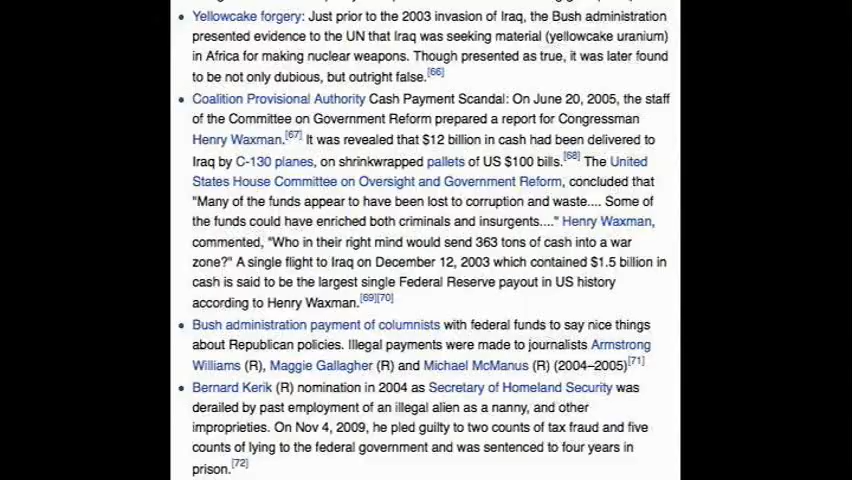 • Yellowcake forgery: Just prior to the 2003 invasion of Iraq, the Bush administration
presented evidence to the UN that Iraq was seeking material (yellowcake uranium)
in Africa for making nuclear weapons. Though presented as true, it was later found
to be not only dubious, but outright false.[66]
• Coalition Provisional Authority Cash Payment Scandal: On June 20, 2005, the staff
of the Committee on Government Reform prepared a report for Congressman
Henry Waxman.[67] It was revealed that $12 billion in cash had been delivered to
Iraq by C-130 planes, on shrinkwrapped pallets of US $100 bills.[68] The United
States House Committee on Oversight and Government Reform, concluded that
"Many of the funds appear to have been lost to corruption and waste.... Some of
the funds could have enriched both criminals and insurgents...." Henry Waxman,
commented, "Who in their right mind would send 363 tons of cash into a war
zone?" A single flight to Iraq on December 12, 2003 which contained $1.5 billion in
cash is said to be the largest single Federal Reserve payout in US history
according to Henry Waxman.[69][70]
• Bush administration payment of columnists with federal funds to say nice things
about Republican policies. Illegal payments were made to journalists Armstrong
Williams (R), Maggie Gallagher (R) and Michael McManus (R) (2004–2005)[71]
• Bernard Kerik (R) nomination in 2004 as Secretary of Homeland Security was
derailed by past employment of an illegal alien as a nanny, and other
improprieties. On Nov 4, 2009, he pled guilty to two counts of tax fraud and five
counts of lying to the federal government and was sentenced to four years in
prison.[72]